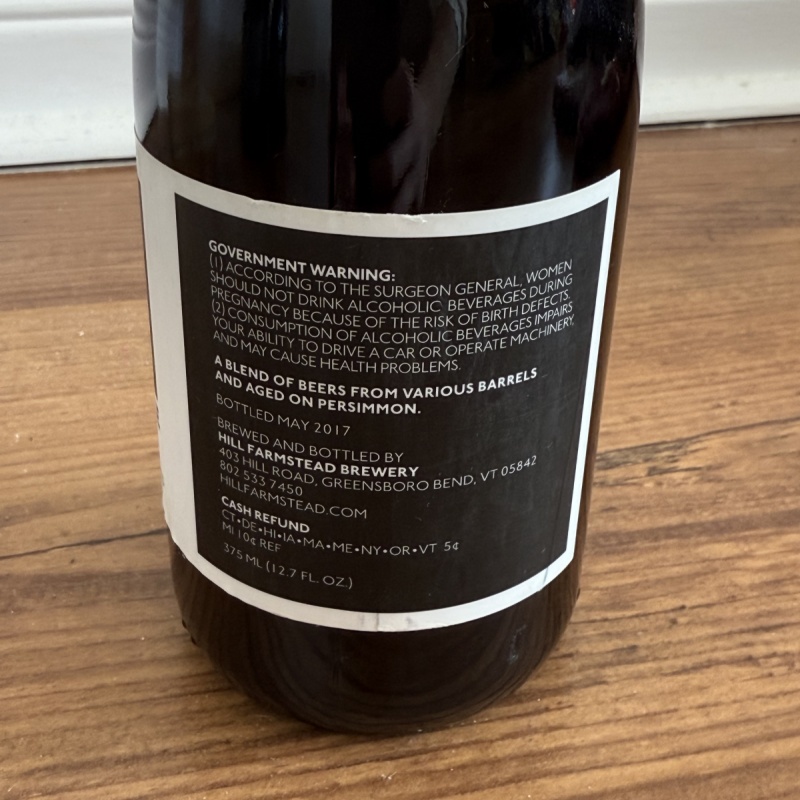 GOVERNMENT WARNING:
(1) ACCORDING TO THE SURGEON GENERAL, WOMEN
SHOULD NOT DRINK ALCOHOLIC BEVERAGES DURING
PREGNANCY BECAUSE OF THE RISK OF BIRTH DEFECTS.
(2) CONSUMPTION OF ALCOHOLIC BEVERAGES IMPAIRS
YOUR ABILITY TO DRIVE A CAR OR OPERATE MACHINERY,
AND MAY CAUSE HEALTH PROBLEMS.
A BLEND OF BEERS FROM VARIOUS BARRELS
AND AGED ON PERSIMMON.
BOTTLED MAY 2017
BREWED AND BOTTLED BY
HILL FARMSTEAD BREWERY
403 HILL ROAD, GREENSBORO BEND, VT 05842
802 533 7450
HILLFARMSTEAD.COM
CASH REFUND
CT•DE•HI•IA•MA•ME•NY•OR•VT 5¢
MI 10¢ REF
375 ML (12.7 FL. OZ.)